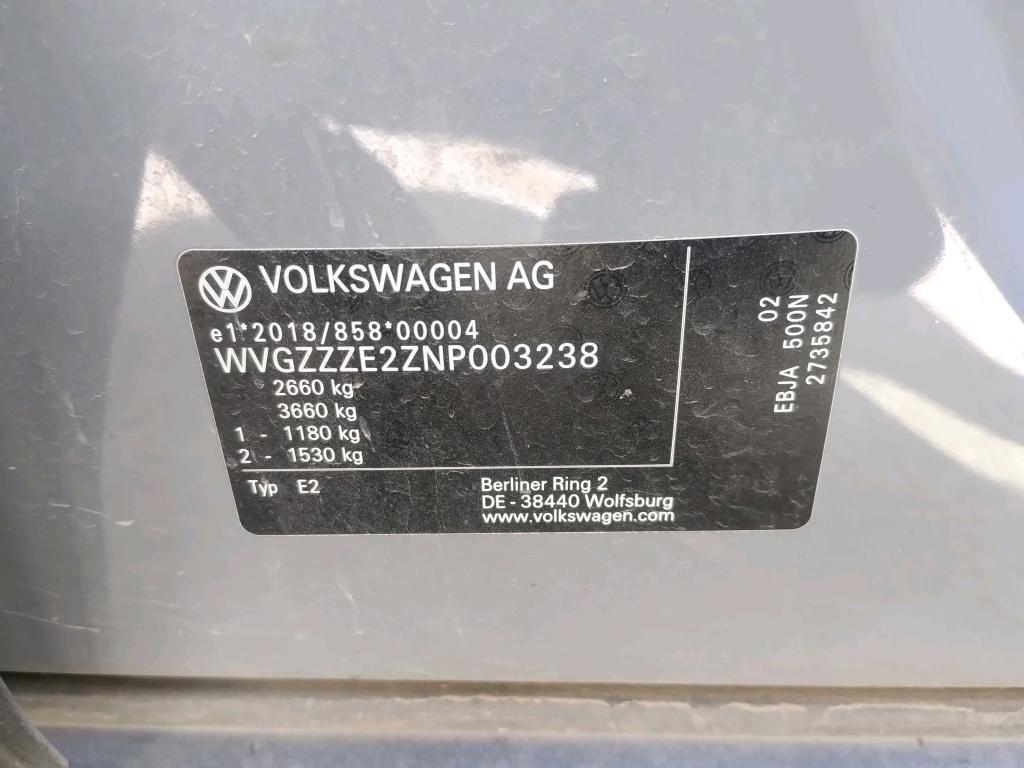 VOLKSWAGEN AG
e1*2018/858*00004
WVGZZZE2ZNP003238
2660 kg
3660 kg
1 - 1180 kg
2 - 1530 kg
Typ E2
Berliner Ring 2
DE - 38440 Wolfsburg
www.volkswagen.com
02
EBJA 500N
2735842